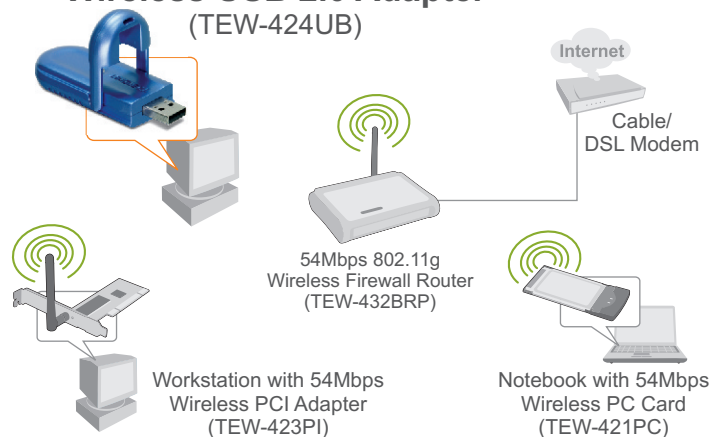 (TEW-424UB)
Internet
Cable/
DSL Modem
54Mbps 802.11g
Wireless Firewall Router
(TEW-432BRP)
Workstation with 54Mbps
Wireless PCI Adapter
(TEW-423PI)
Notebook with 54Mbps
Wireless PC Card
(TEW-421PC)